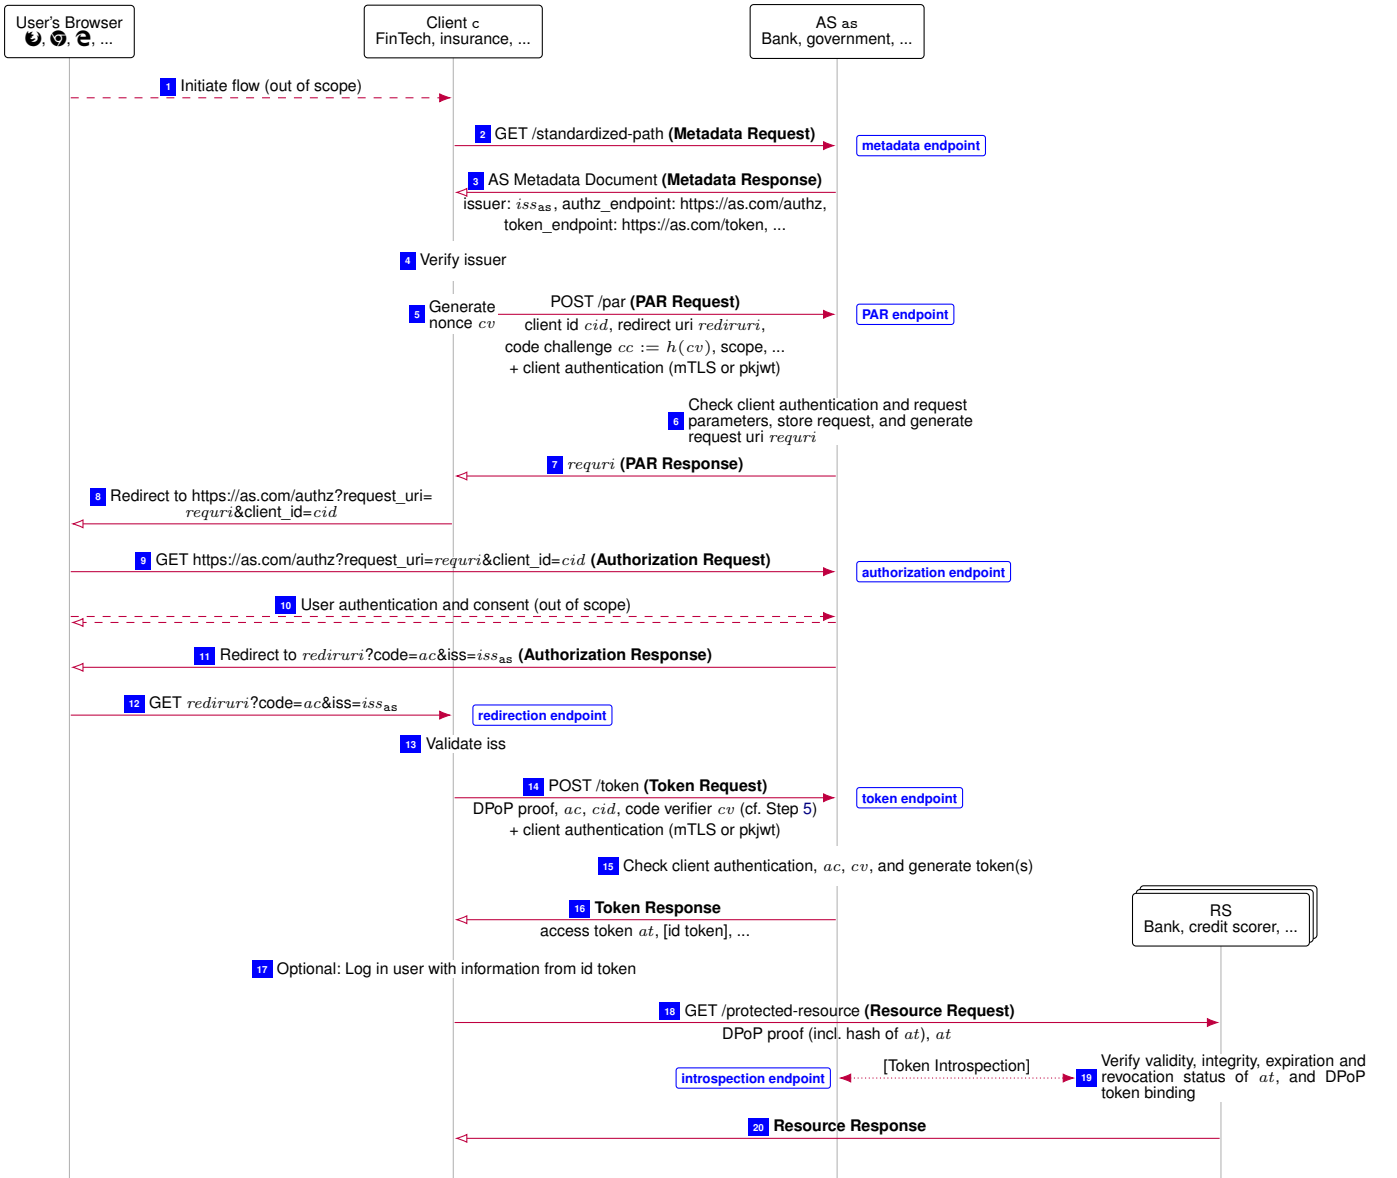 User's Browser
, , , ...
Client c
FinTech, insurance, ...
AS as
Bank, government, ...
1 Initiate flow (out of scope)
2 GET /standardized-path (Metadata Request)
metadata endpoint
3 AS Metadata Document (Metadata Response)
issuer: iss_as, authz_endpoint: https://as.com/authz,
token_endpoint: https://as.com/token, ...
4 Verify issuer
5 Generate
nonce cv
POST /par (PAR Request)
PAR endpoint
client id cid, redirect uri rediruri,
code challenge cc := h(cv), scope, ...
+ client authentication (mTLS or pkjwt)
6 Check client authentication and request
parameters, store request, and generate
request uri requri
7 requri (PAR Response)
8 Redirect to https://as.com/authz?request_uri=
requri&client_id=cid
9 GET https://as.com/authz?request_uri=requri&client_id=cid (Authorization Request)
authorization endpoint
10 User authentication and consent (out of scope)
11 Redirect to rediruri?code=ac&iss=iss_as (Authorization Response)
12 GET rediruri?code=ac&iss=iss_as
redirection endpoint
13 Validate iss
14 POST /token (Token Request)
token endpoint
DPoP proof, ac, cid, code verifier cv (cf. Step 5)
+ client authentication (mTLS or pkjwt)
15 Check client authentication, ac, cv, and generate token(s)
16 Token Response
access token at, [id token], ...
RS
Bank, credit scorer, ...
17 Optional: Log in user with information from id token
18 GET /protected-resource (Resource Request)
DPoP proof (incl. hash of at), at
introspection endpoint
[Token Introspection]
19 Verify validity, integrity, expiration and
revocation status of at, and DPoP
token binding
20 Resource Response